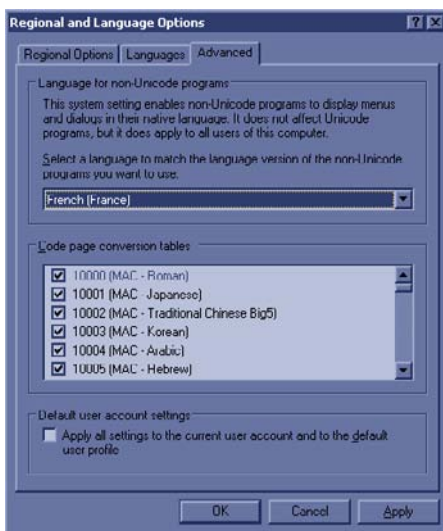 Regional and Language Options
Regional Options
Languages
Advanced
Language for non-Unicode programs
This system setting enables non-Unicode programs to display menus
and dialogs in their native language. It does not affect Unicode
programs, but it does apply to all users of this computer.
Select a language to match the language version of the non-Unicode
programs you want to use.
French (France)
Code page conversion tables
10000 (MAC - Roman)
10001 (MAC - Japanese)
10002 (MAC - Traditional Chinese Big5)
10003 (MAC - Korean)
10004 (MAC - Arabic)
10005 (MAC - Hebrew)
Default user account settings
Apply all settings to the current user account and to the default
user profile
OK
Cancel
Apply